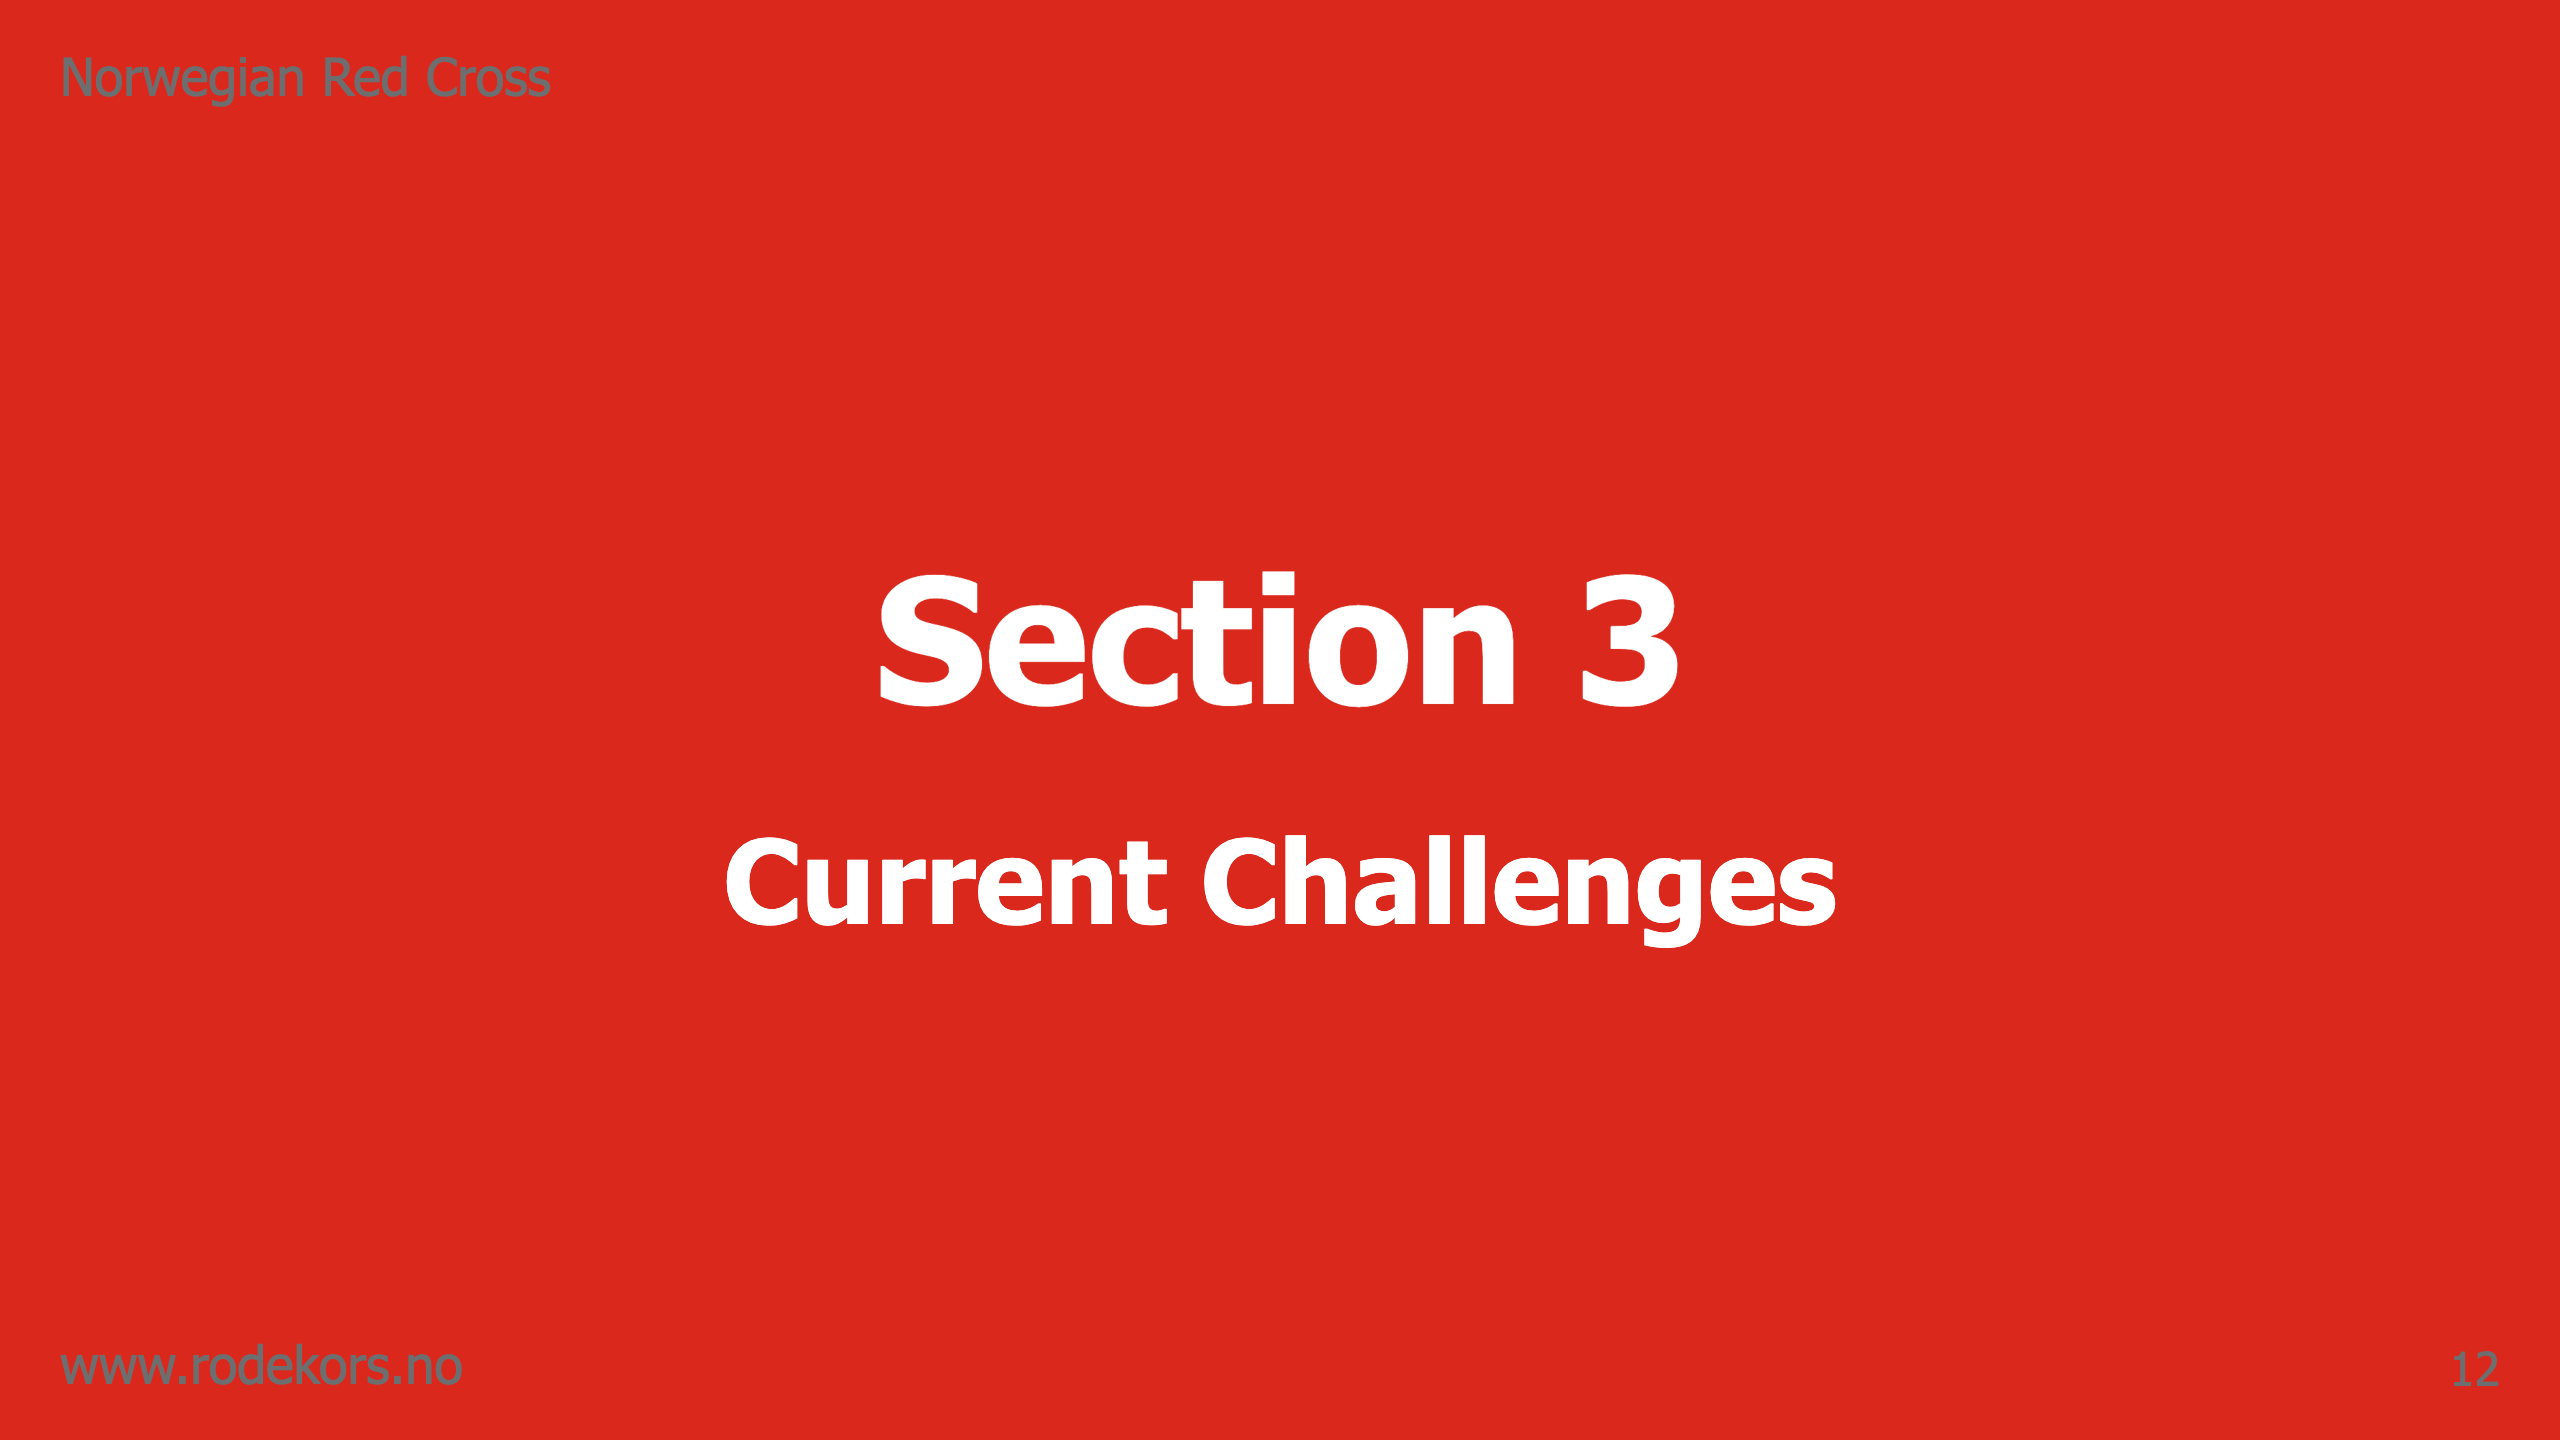 Norwegian Red Cross
Section 3
Current Challenges
www.rodekors.no
12